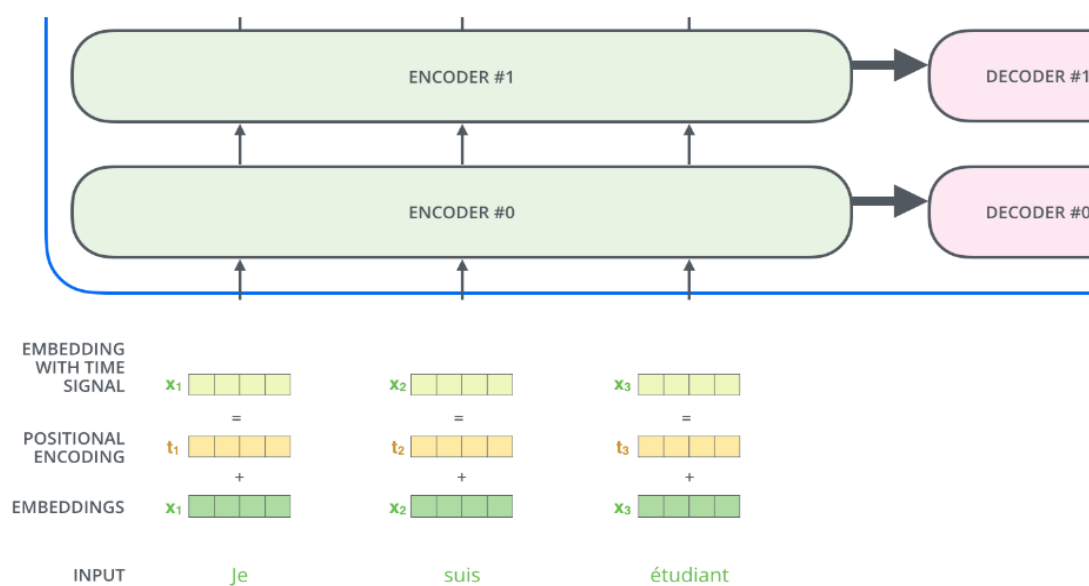 ENCODER #1
DECODER #1
ENCODER #0
DECODER #0
EMBEDDING
WITH TIME
SIGNAL
x₁ x₂ x₃
= = =
POSITIONAL
ENCODING
t₁ t₂ t₃
+ + +
EMBEDDINGS x₁ x₂ x₃
INPUT Je suis étudiant